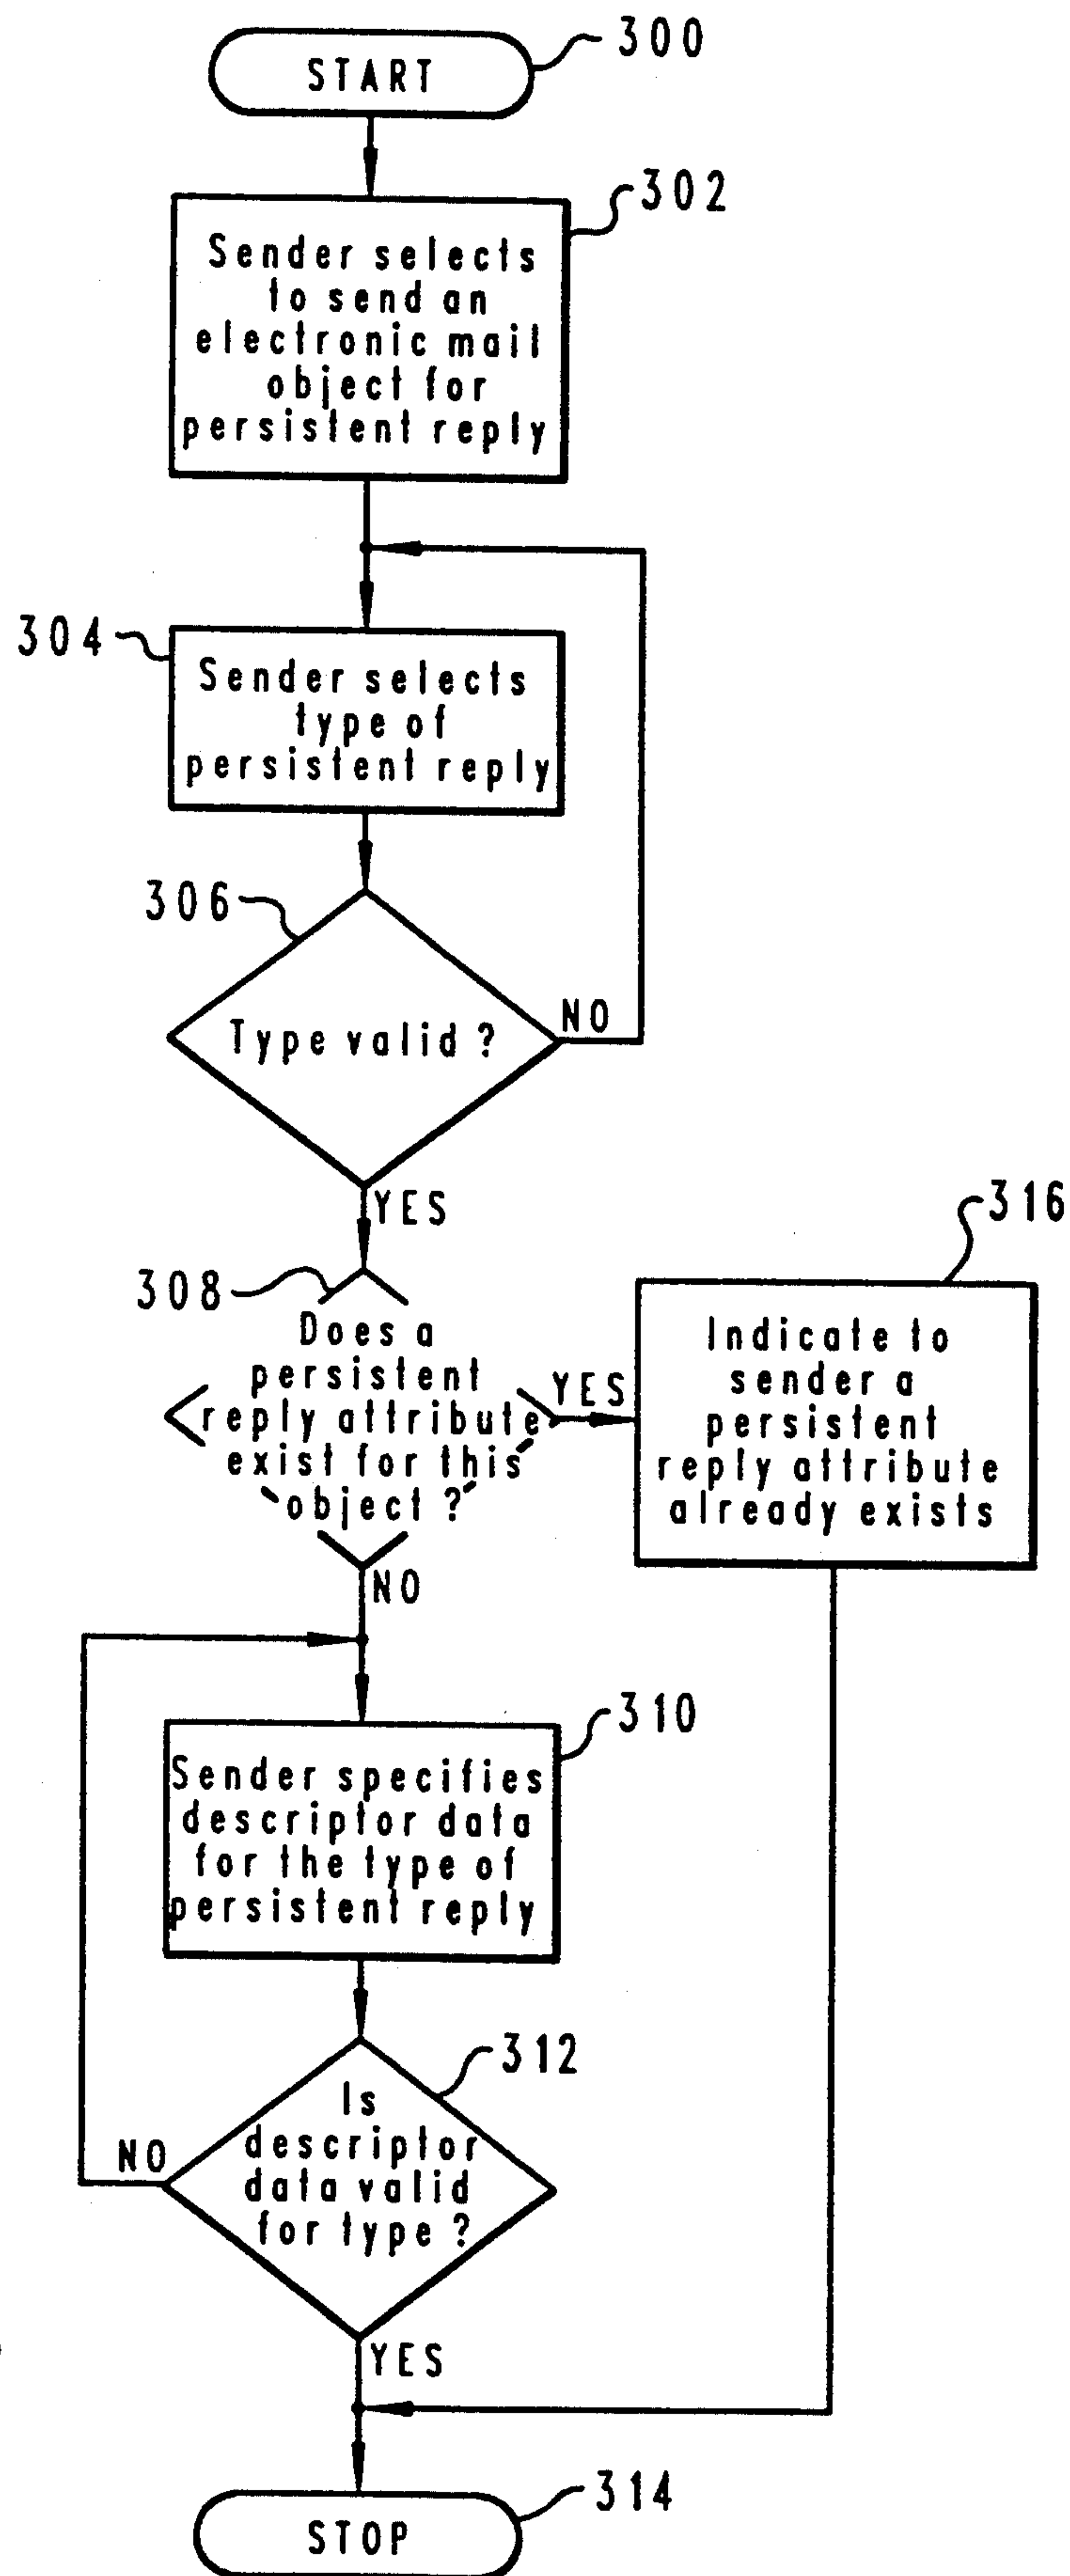 START
300
302
Sender selects
to send an
electronic mail
object for
persistent reply
304
Sender selects
type of
persistent reply
306
Type valid ?
NO
YES
308
Does a
persistent
reply attribute
exist for this
object ?
YES
NO
316
Indicate to
sender a
persistent
reply attribute
already exists
310
Sender specifies
descriptor data
for the type of
persistent reply
312
Is
descriptor
data valid
for type ?
NO
YES
314
STOP